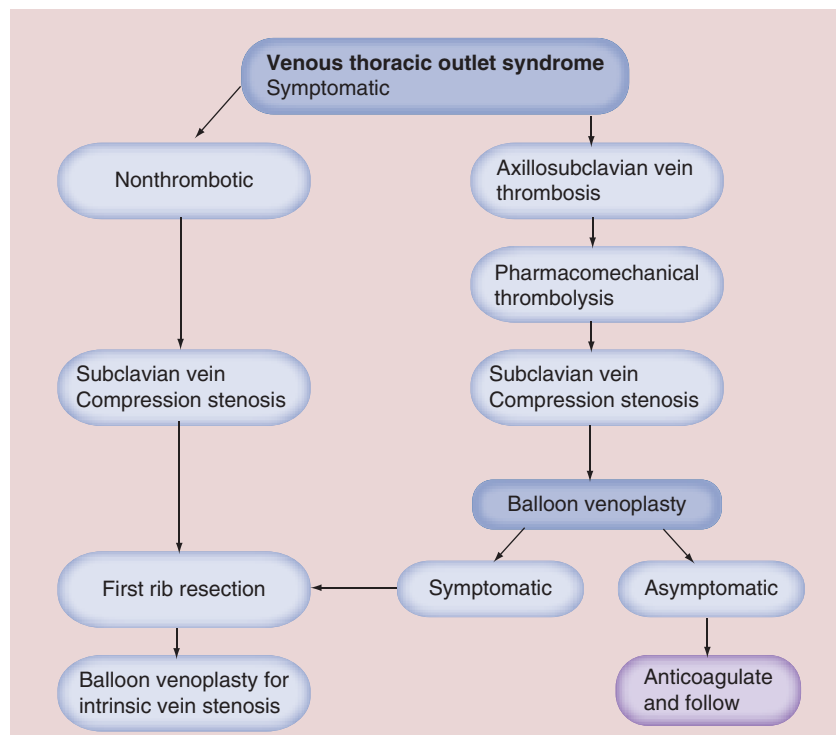 Venous thoracic outlet syndrome
Symptomatic
Nonthrombotic
Axillosubclavian vein
thrombosis
Pharmacomechanical
thrombolysis
Subclavian vein
Compression stenosis
Subclavian vein
Compression stenosis
Balloon venoplasty
First rib resection
Symptomatic
Asymptomatic
Balloon venoplasty for
intrinsic vein stenosis
Anticoagulate
and follow